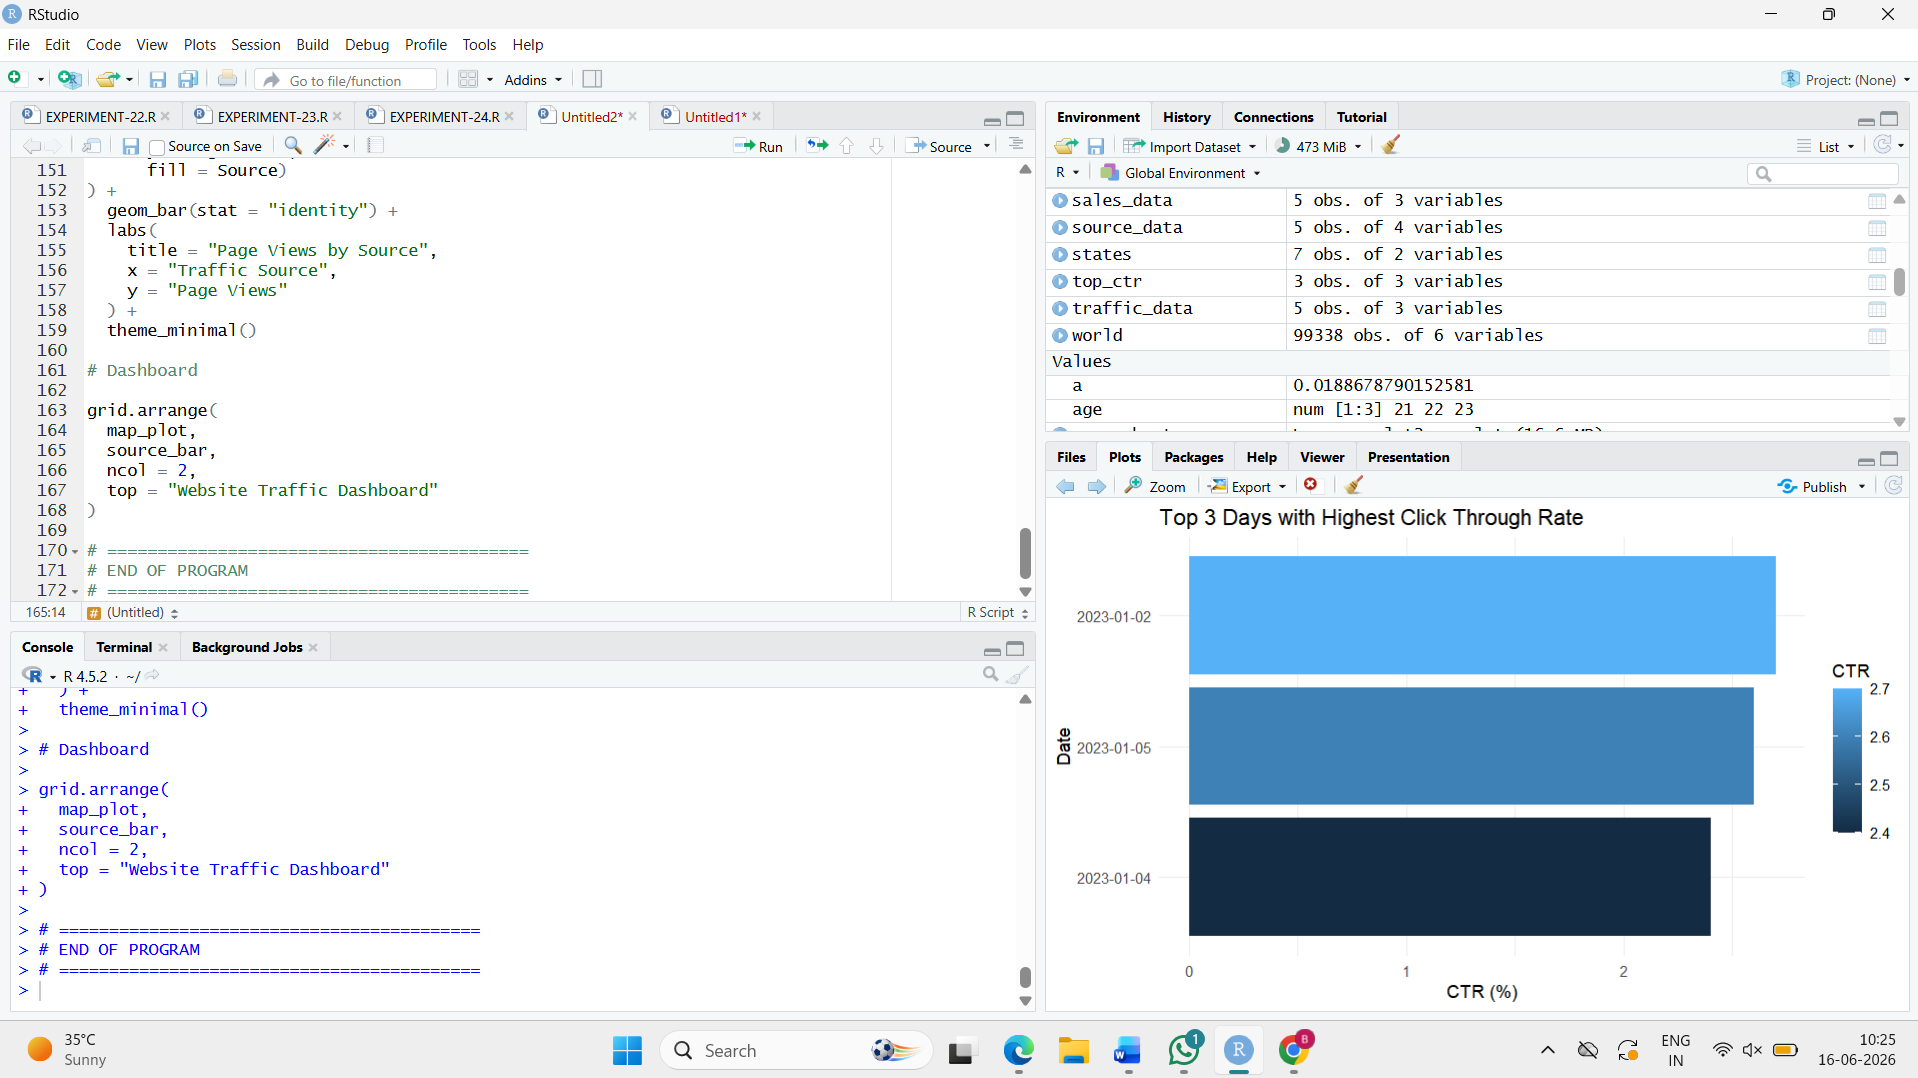 RStudio
File Edit Code View Plots Session Build Debug Profile Tools Help
Go to file/function Addins Project: (None)
EXPERIMENT-22.R EXPERIMENT-23.R EXPERIMENT-24.R Untitled2* Untitled1*
Source on Save Run Source
151 fill = Source)
152 ) +
153 geom_bar(stat = "identity") +
154 labs(
155 title = "Page Views by Source",
156 x = "Traffic Source",
157 y = "Page Views"
158 ) +
159 theme_minimal()
160
161 # Dashboard
162
163 grid.arrange(
164 map_plot,
165 source_bar,
166 ncol = 2,
167 top = "Website Traffic Dashboard"
168 )
169
170 # ==========================================
171 # END OF PROGRAM
172 # ==========================================
165:14 # (Untitled) R Script
Console Terminal Background Jobs
R 4.5.2 · ~/
+ ) +
+ theme_minimal()
>
> # Dashboard
>
> grid.arrange(
+ map_plot,
+ source_bar,
+ ncol = 2,
+ top = "Website Traffic Dashboard"
+ )
>
> # ==========================================
> # END OF PROGRAM
> # ==========================================
>
Environment History Connections Tutorial
Import Dataset 473 MiB List
R Global Environment
sales_data 5 obs. of 3 variables
source_data 5 obs. of 4 variables
states 7 obs. of 2 variables
top_ctr 3 obs. of 3 variables
traffic_data 5 obs. of 3 variables
world 99338 obs. of 6 variables
Values
a 0.0188678790152581
age num [1:3] 21 22 23
Files Plots Packages Help Viewer Presentation
Zoom Export Publish
Top 3 Days with Highest Click Through Rate
Date
2023-01-02
2023-01-05
2023-01-04
0 1 2
CTR (%)
CTR
2.7
2.6
2.5
2.4
35°C
Sunny
Search
1
B
ENG
IN
10:25
16-06-2026